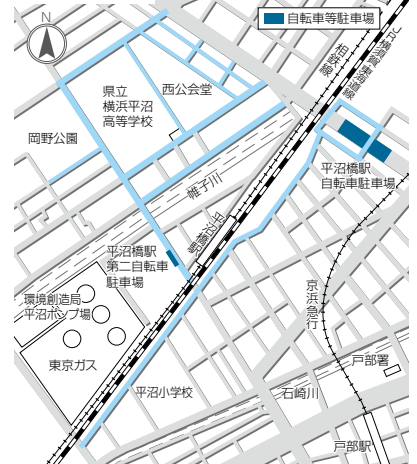 N
自転車等駐車場
JR横須賀・東海道線
相鉄線
県立
横浜平沼
高等学校
西公会堂
岡野公園
平沼橋駅
自転車駐車場
帷子川
平沼橋駅
平沼橋駅
第二自転車
駐車場
環境創造局
平沼ポンプ場
京浜急行
東京ガス
戸部署
平沼小学校
石崎川
戸部駅